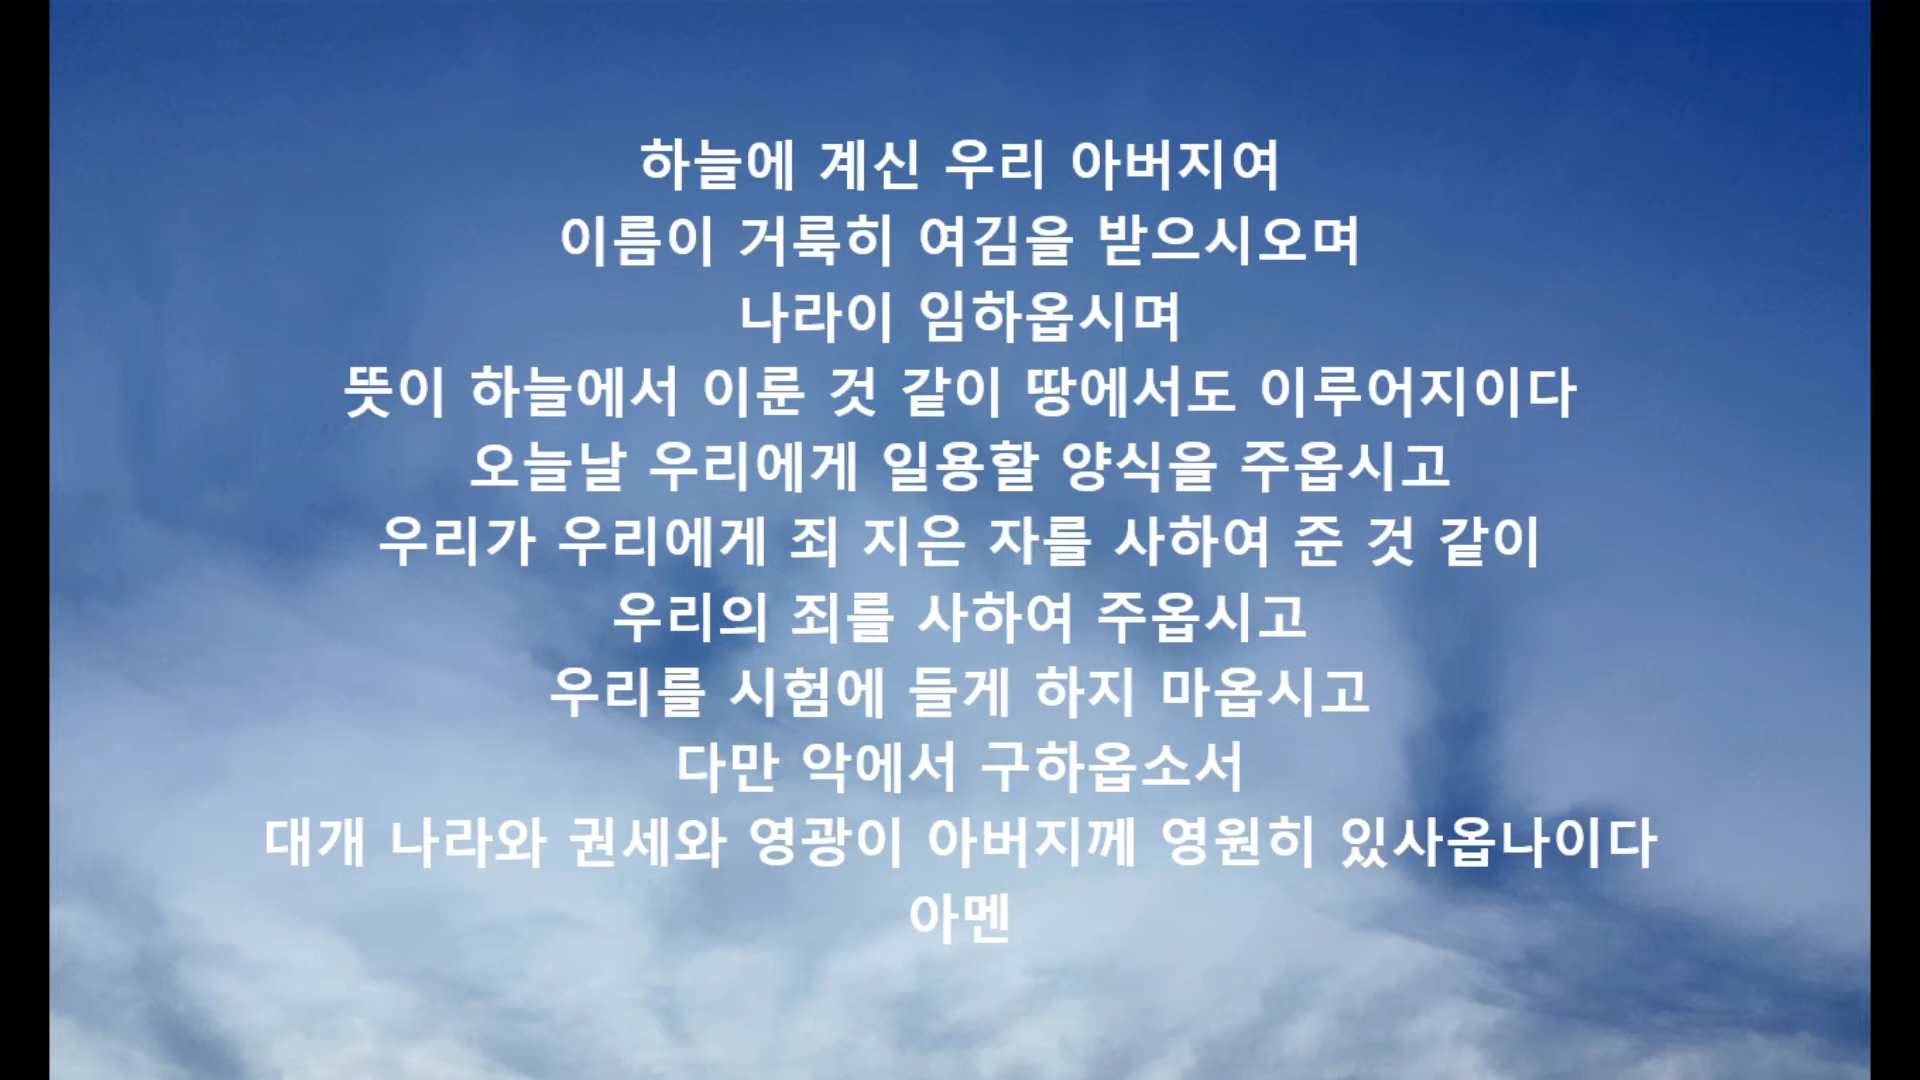 하늘에 계신 우리 아버지여
이름이 거룩히 여김을 받으시오며
나라이 임하옵시며
뜻이 하늘에서 이룬 것 같이 땅에서도 이루어지이다
오늘날 우리에게 일용할 양식을 주옵시고
우리가 우리에게 죄 지은 자를 사하여 준 것 같이
우리의 죄를 사하여 주옵시고
우리를 시험에 들게 하지 마옵시고
다만 악에서 구하옵소서
대개 나라와 권세와 영광이 아버지께 영원히 있사옵나이다
아멘